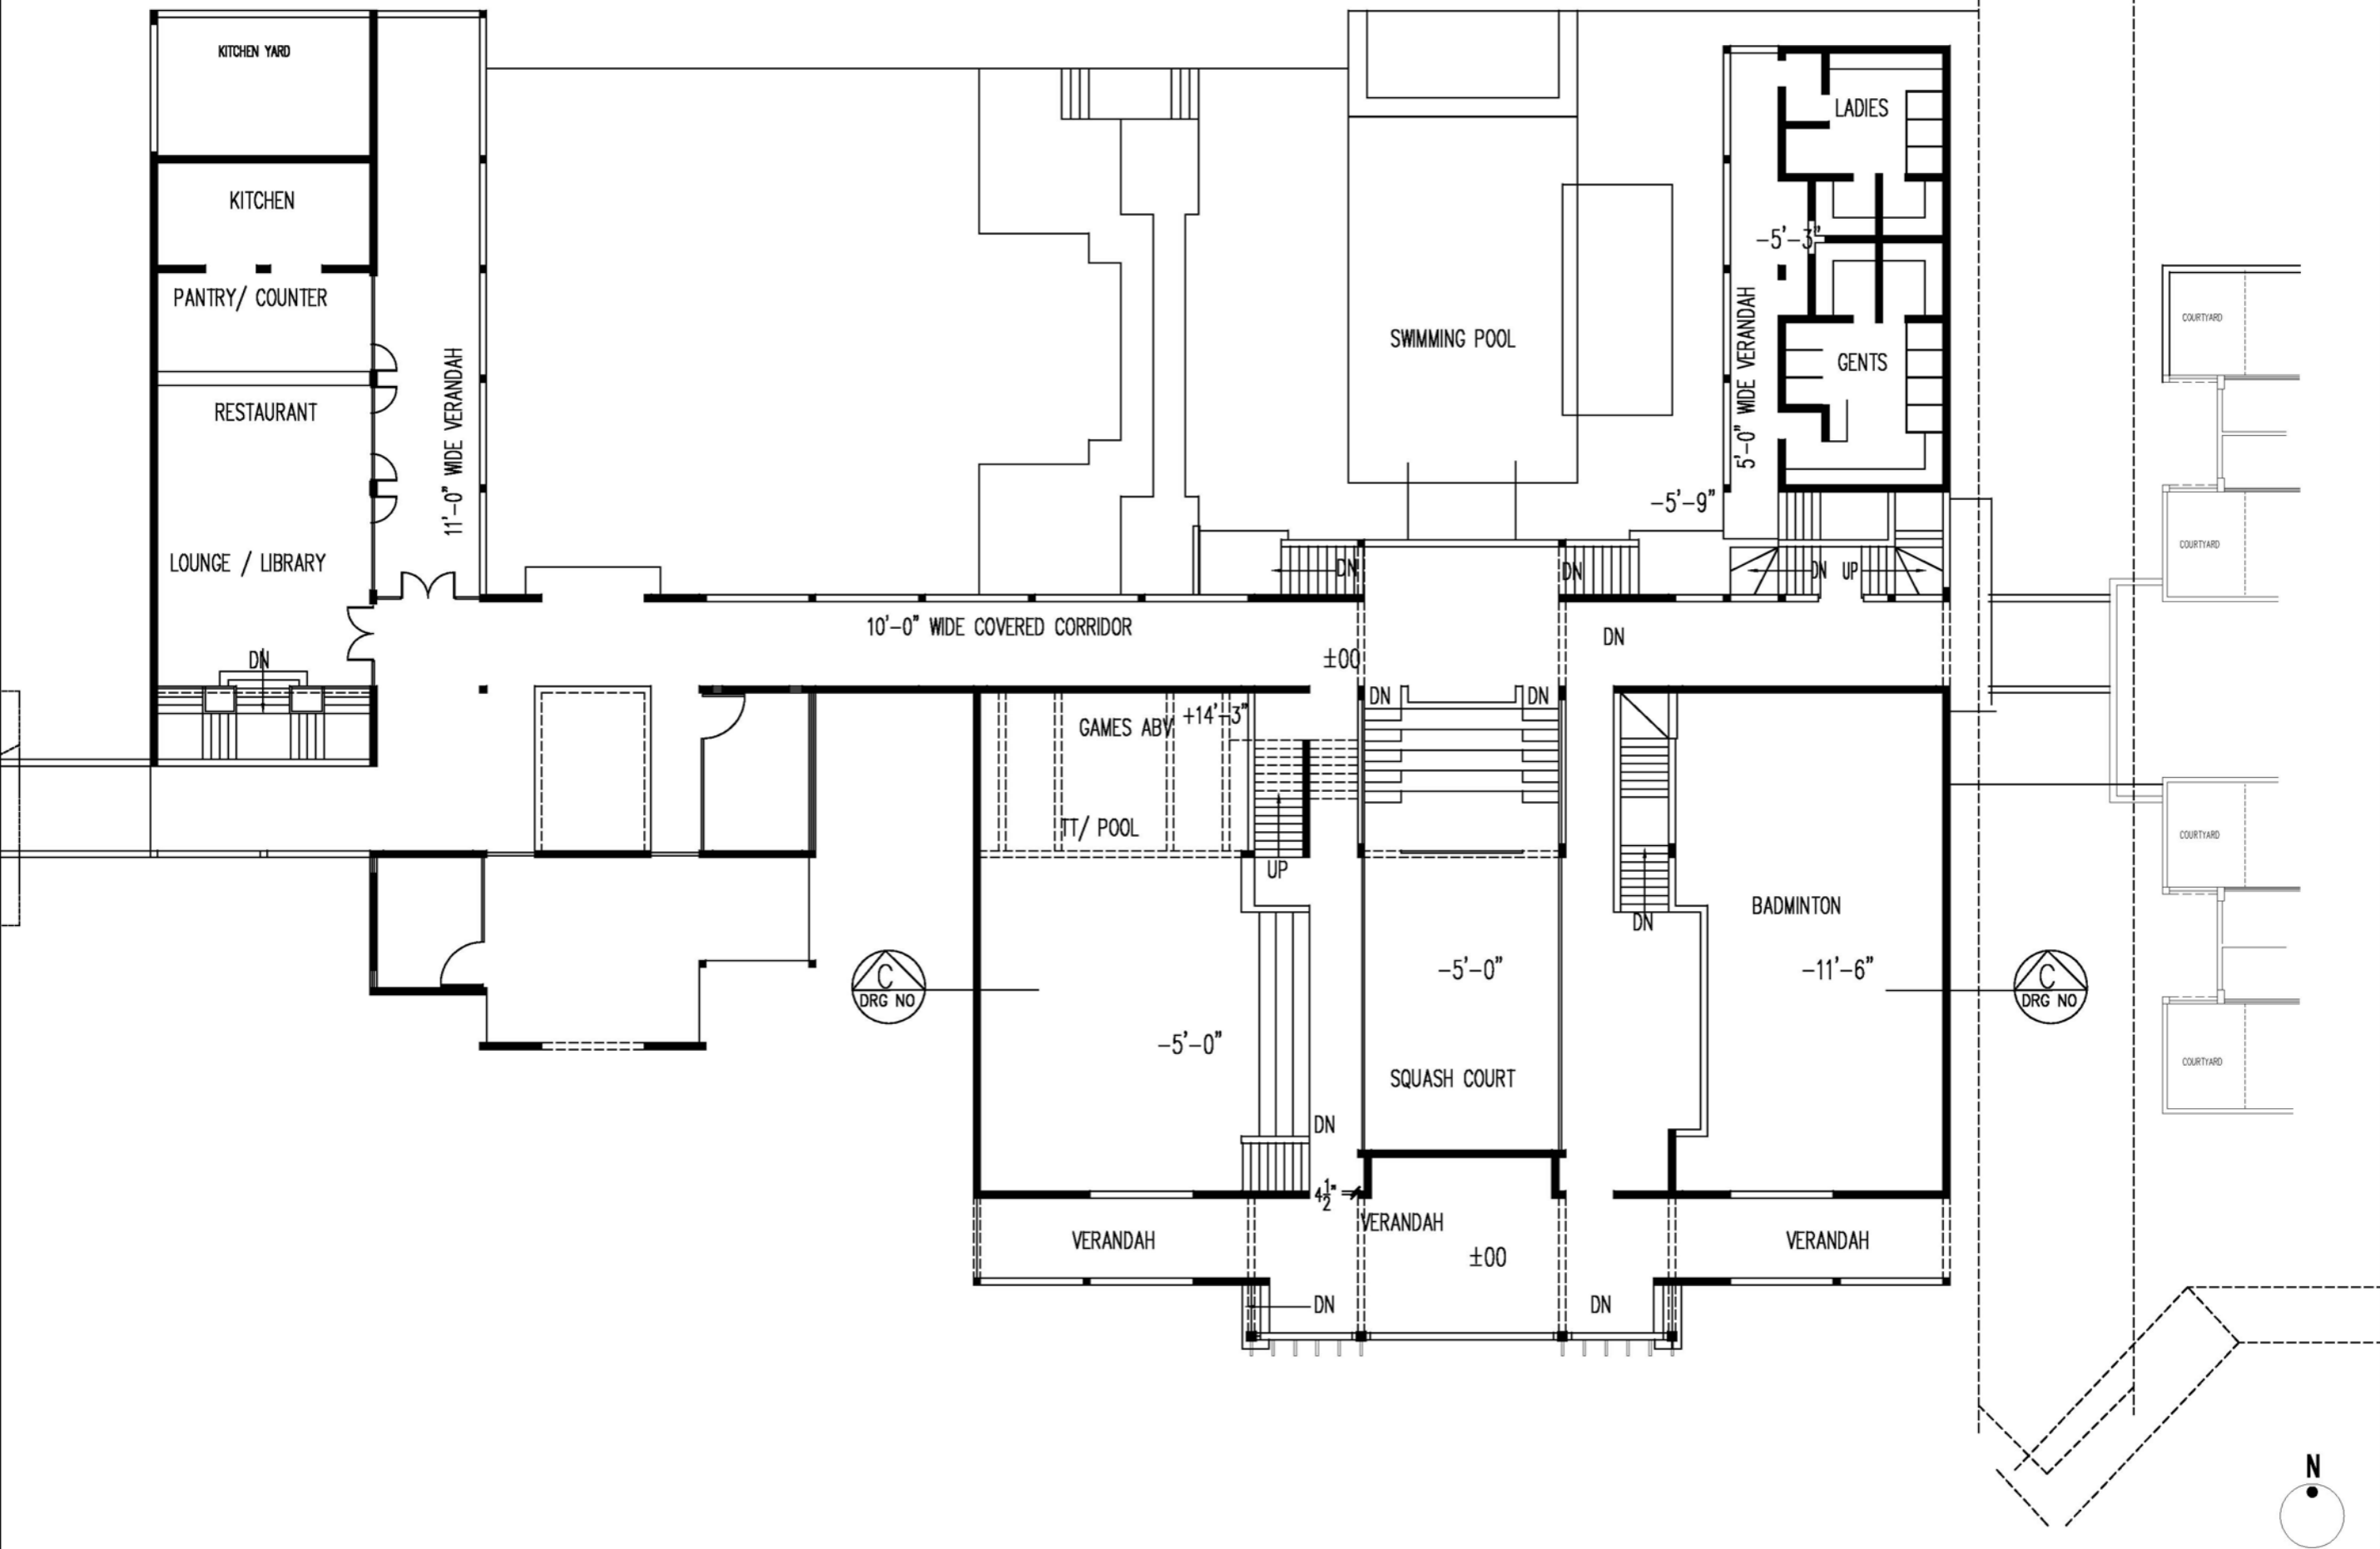 KITCHEN YARD
LADIES
KITCHEN
-5'-3"
PANTRY/ COUNTER
COURTYARD
SWIMMING POOL
5'-0" WIDE VERANDAH
GENTS
RESTAURANT
11'-0" WIDE VERANDAH
-5'-9"
COURTYARD
LOUNGE / LIBRARY
DN
DN
DN
UP
10'-0" WIDE COVERED CORRIDOR
DN
±00
DN
DN
DN
GAMES ABV
+14'-3"
TT/ POOL
COURTYARD
UP
BADMINTON
DN
-5'-0"
-11'-6"
C
DRG NO
C
DRG NO
-5'-0"
SQUASH COURT
COURTYARD
DN
4½"
VERANDAH
VERANDAH
VERANDAH
±00
DN
DN
N